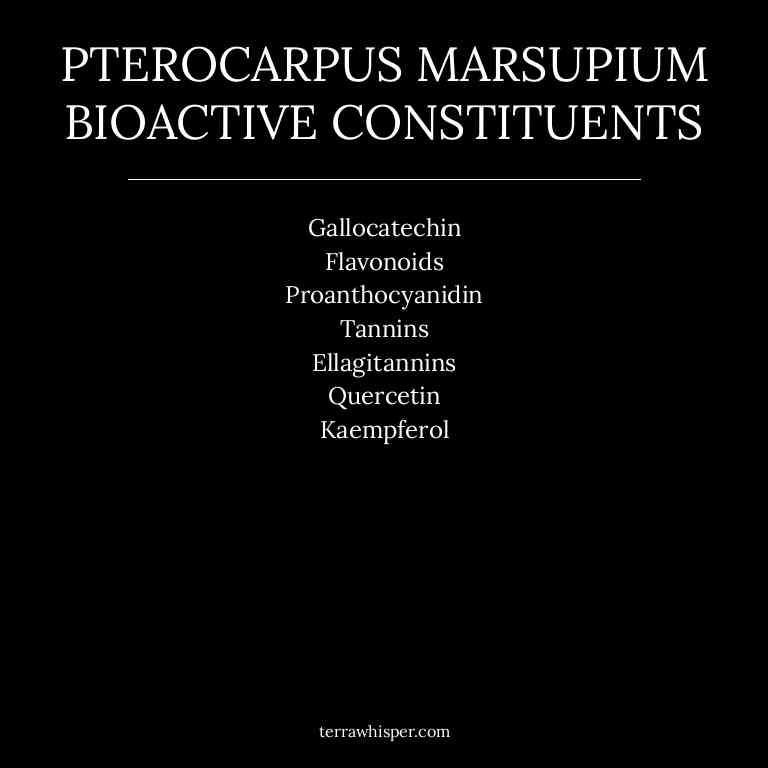 PTEROCARPUS MARSUPIUM
BIOACTIVE CONSTITUENTS
Gallocatechin
Flavonoids
Proanthocyanidin
Tannins
Ellagitannins
Quercetin
Kaempferol
terrawhisper.com